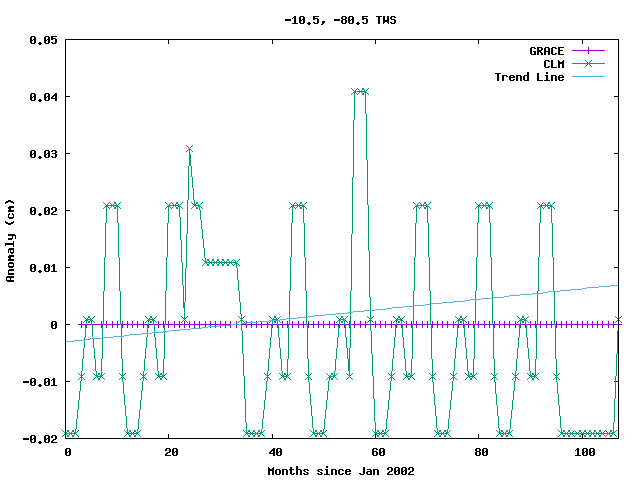 -10.5, -80.5 TWS
GRACE
CLM
Trend Line
0.05
0.04
0.03
0.02
0.01
0
-0.01
-0.02
Anomaly (cm)
0 20 40 60 80 100
Months since Jan 2002